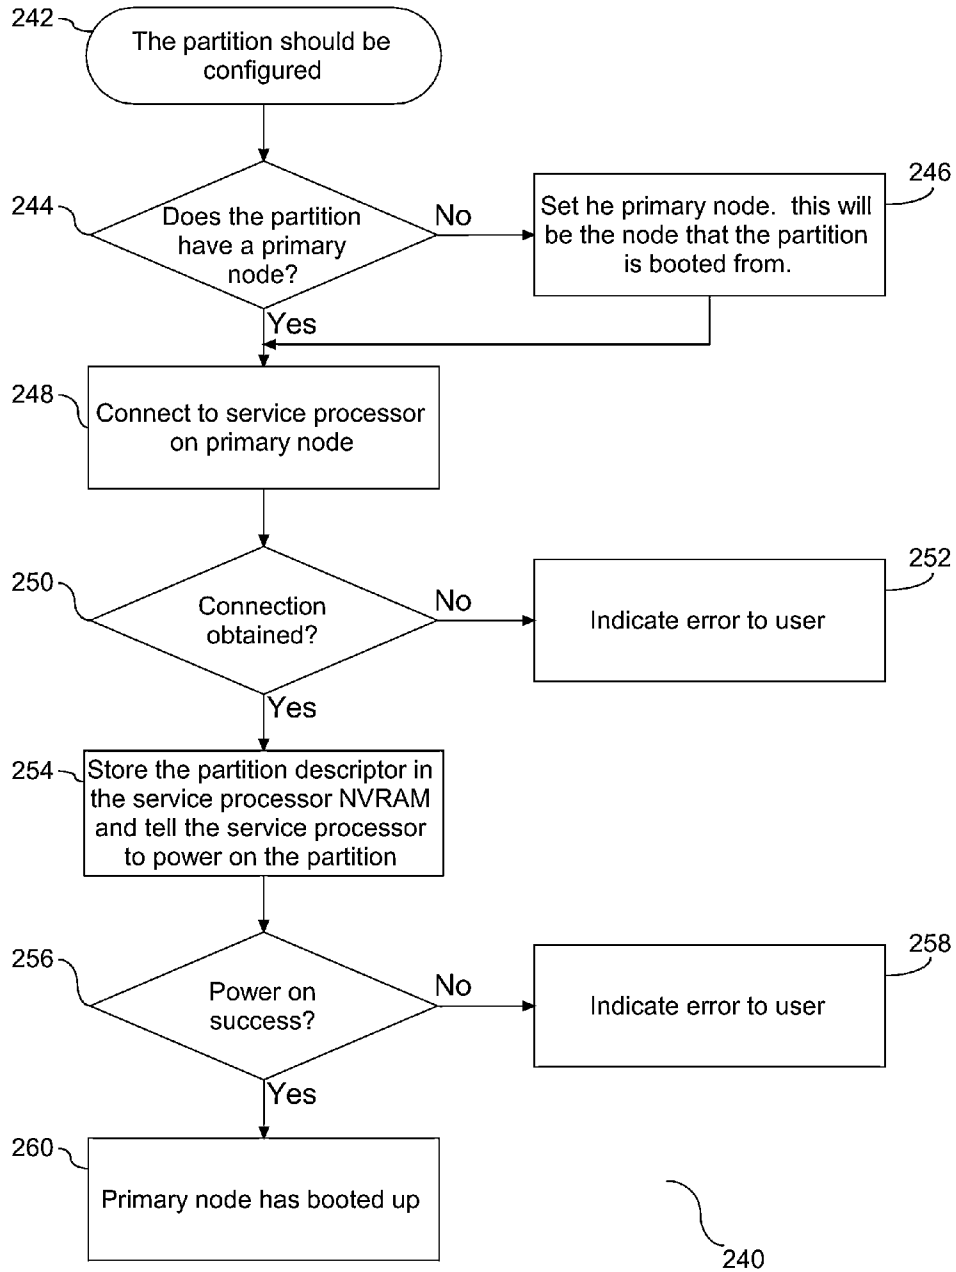 242
The partition should be
configured
244
Does the partition
have a primary
node?
No
246
Set he primary node.  this will
be the node that the partition
is booted from.
Yes
248
Connect to service processor
on primary node
250
Connection
obtained?
No
252
Indicate error to user
Yes
254
Store the partition descriptor in
the service processor NVRAM
and tell the service processor
to power on the partition
256
Power on
success?
No
258
Indicate error to user
Yes
260
Primary node has booted up
240